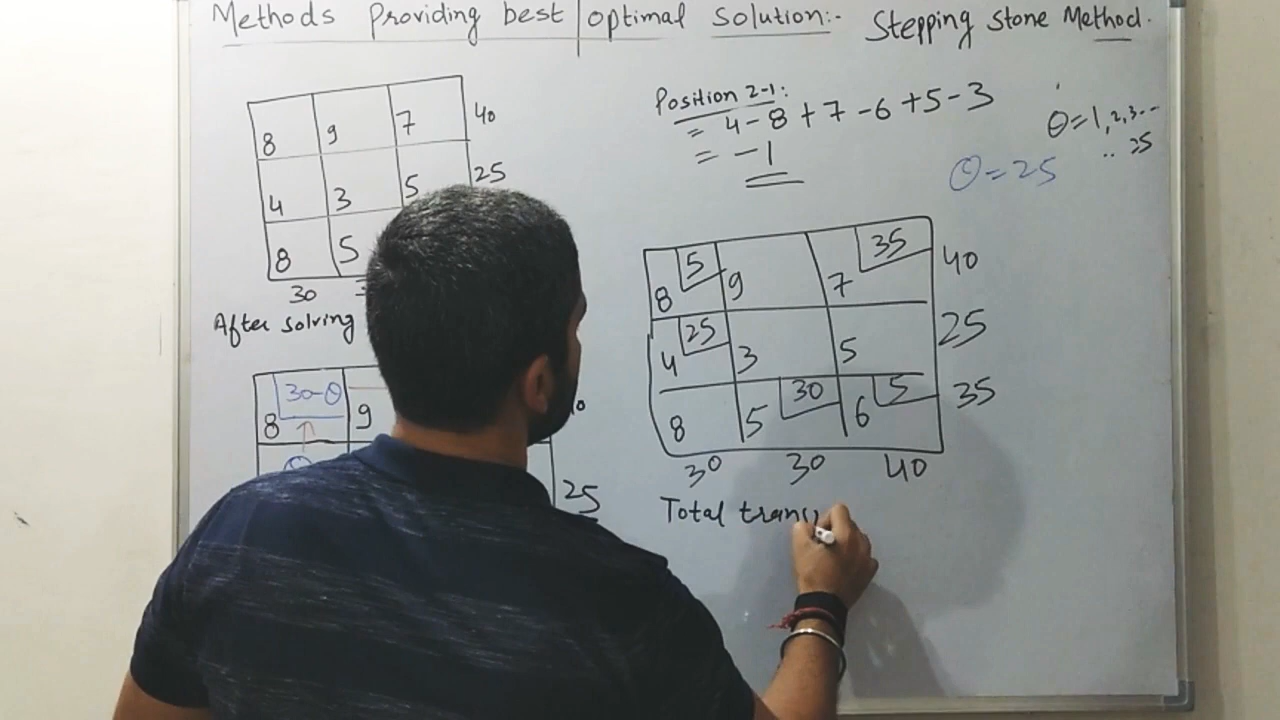 Methods Providing best optimal solution:- Stepping Stone Method.
8 9 7 40
4 3 5 25
8 5
30
After solving
8 30-θ 9
25
Position 2-1:
= 4-8+7-6+5-3
= -1
θ=1,2,3...
.. 25
θ=25
8 5 9 7 35 40
4 25 3 5 25
8 5 30 6 5 35
30 30 40
Total trans